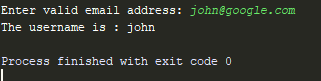 Enter valid email address: john@google.com
The username is : john
Process finished with exit code 0